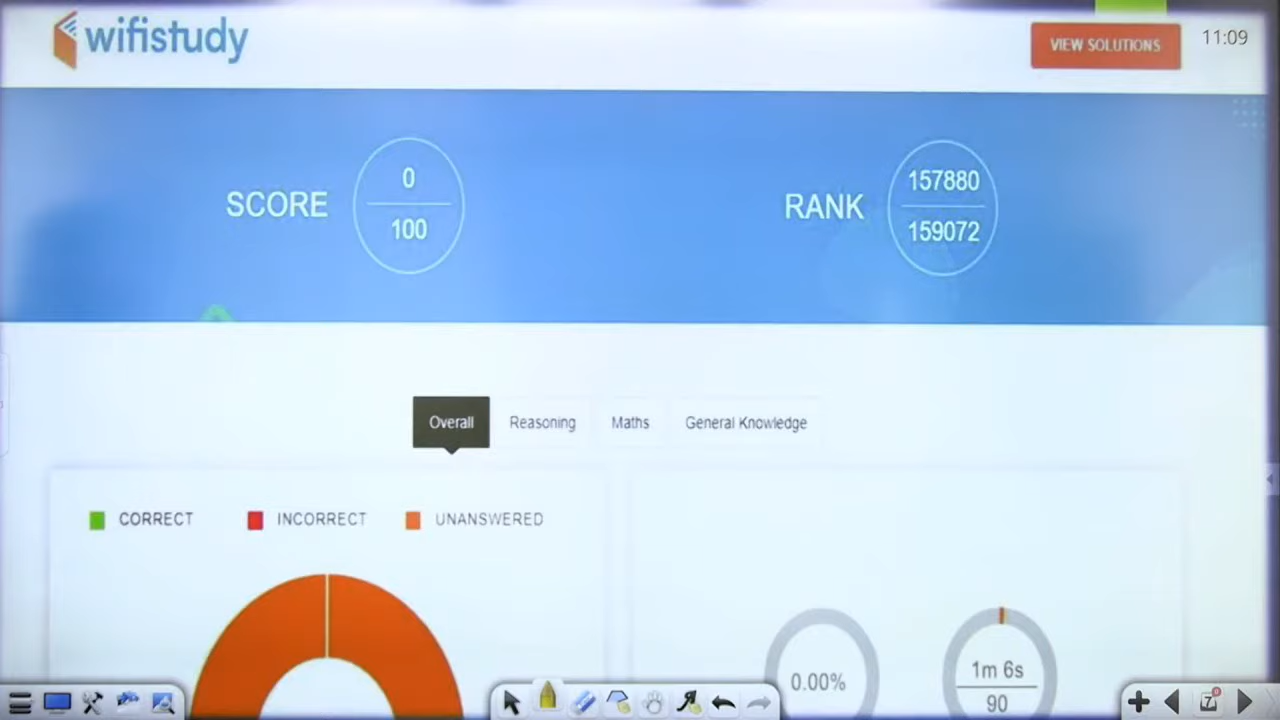 wifistudy
VIEW SOLUTIONS
11:09
SCORE
0
100
RANK
157880
159072
Overall
Reasoning
Maths
General Knowledge
CORRECT
INCORRECT
UNANSWERED
0.00%
1m 6s
90